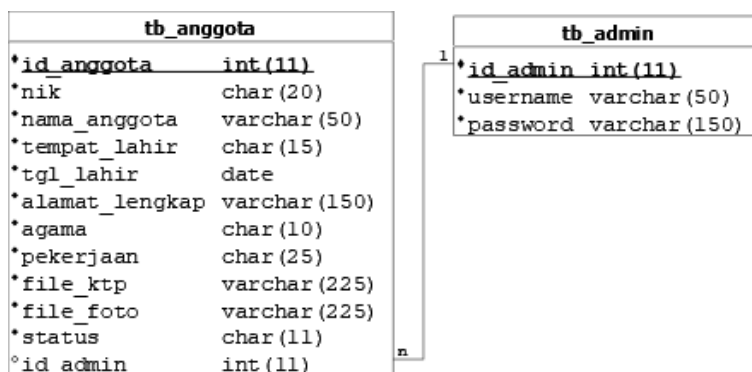 tb_anggota
id_anggota int(11)
nik char(20)
nama_anggota varchar(50)
tempat_lahir char(15)
tgl_lahir date
alamat_lengkap varchar(150)
agama char(10)
pekerjaan char(25)
file_ktp varchar(225)
file_foto varchar(225)
status char(11)
id_admin int(11)
n
1
tb_admin
id_admin int(11)
username varchar(50)
password varchar(150)